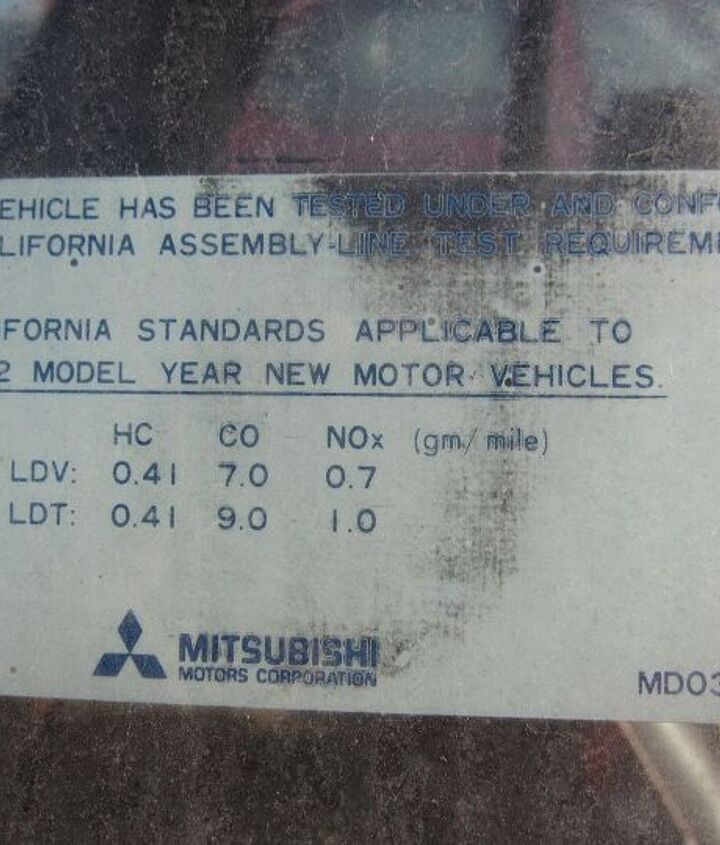 EHICLE HAS BEEN TESTED UNDER AND CONF
LIFORNIA ASSEMBLY-LINE TEST REQUIREME
IFORNIA STANDARDS APPLICABLE TO
2 MODEL YEAR NEW MOTOR VEHICLES.
HC CO NOx (gm/mile)
LDV: 0.41 7.0 0.7
LDT: 0.41 9.0 1.0
MITSUBISHI
MOTORS CORPORATION
MD03